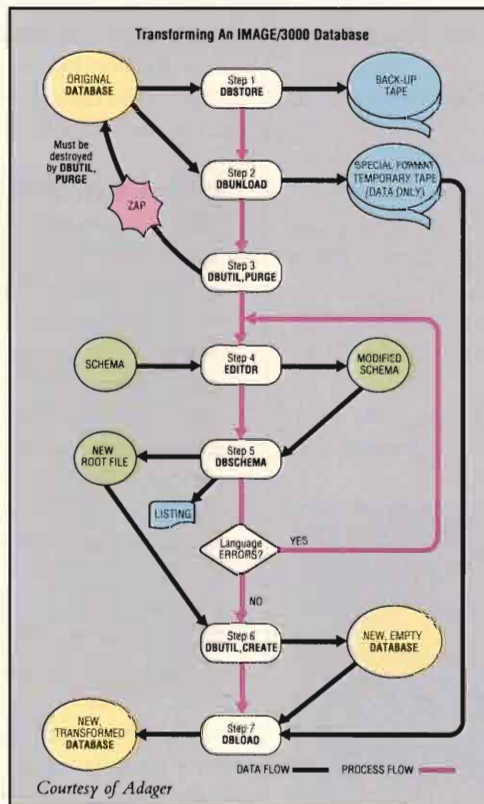 Transforming An IMAGE/3000 Database
ORIGINAL
DATABASE
Step 1
DBSTORE
BACK-UP
TAPE
Must be
destroyed
by DBUTIL,
PURGE
Step 2
DBUNLOAD
SPECIAL FORMAT
TEMPORARY TAPE
(DATA ONLY)
ZAP
Step 3
DBUTIL,PURGE
SCHEMA
Step 4
EDITOR
MODIFIED
SCHEMA
NEW
ROOT FILE
Step 5
DBSCHEMA
LISTING
Language
ERRORS?
YES
NO
Step 6
DBUTIL,CREATE
NEW, EMPTY
DATABASE
NEW,
TRANSFORMED
DATABASE
Step 7
DBLOAD
DATA FLOW
PROCESS FLOW
Courtesy of Adager